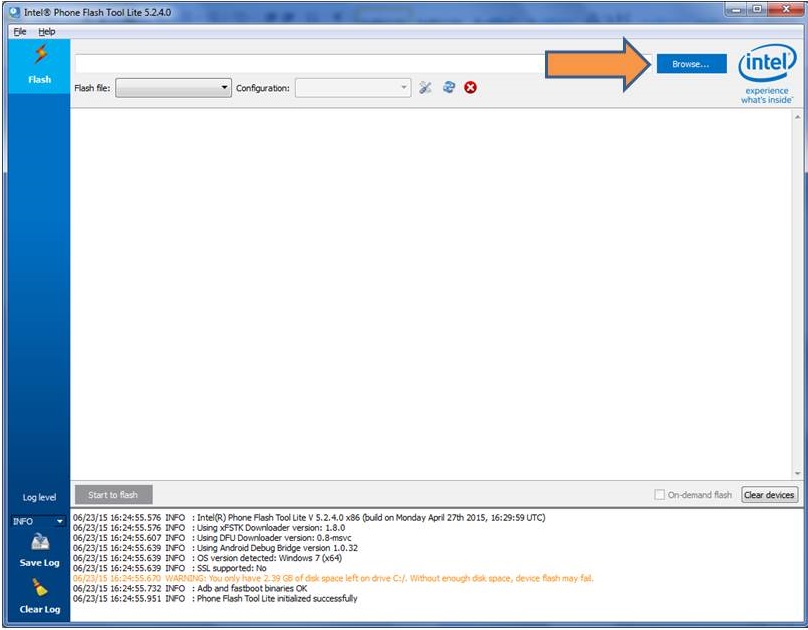 Intel® Phone Flash Tool Lite 5.2.4.0
File Help
Flash
Browse...
intel
experience
what's inside™
Flash file:
Configuration:
Log level
Start to flash
On-demand flash
Clear devices
INFO
Save Log
Clear Log
06/23/15 16:24:55.576 INFO : Intel(R) Phone Flash Tool Lite V 5.2.4.0 x86 (build on Monday April 27th 2015, 16:29:59 UTC)
06/23/15 16:24:55.576 INFO : Using xFSTK Downloader version: 1.8.0
06/23/15 16:24:55.607 INFO : Using DFU Downloader version: 0.8-msvc
06/23/15 16:24:55.639 INFO : Using Android Debug Bridge version 1.0.32
06/23/15 16:24:55.639 INFO : OS version detected: Windows 7 (x64)
06/23/15 16:24:55.639 INFO : SSL supported: No
06/23/15 16:24:55.670 WARNING: You only have 2.39 GB of disk space left on drive C:/. Without enough disk space, device flash may fail.
06/23/15 16:24:55.732 INFO : Adb and fastboot binaries OK
06/23/15 16:24:55.951 INFO : Phone Flash Tool Lite initialized successfully